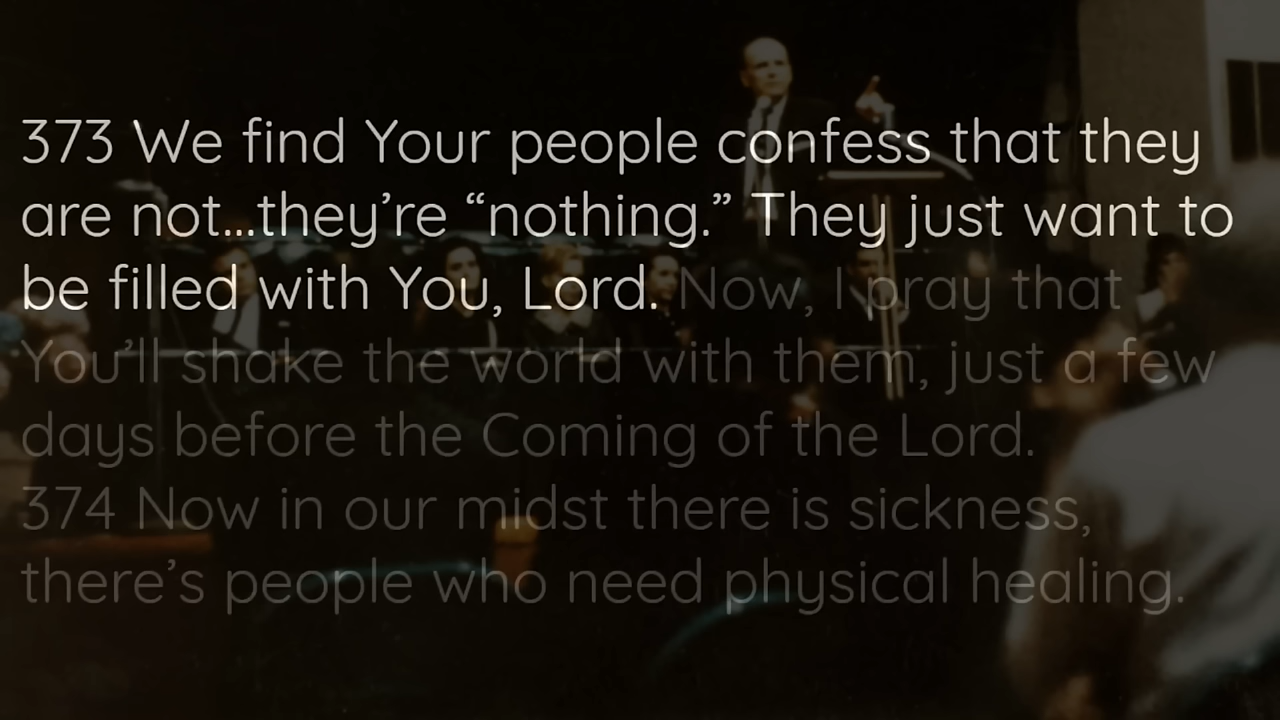 373 We find Your people confess that they
are not...they’re “nothing.” They just want to
be filled with You, Lord. Now, I pray that
You’ll shake the world with them, just a few
days before the Coming of the Lord.
374 Now in our midst there is sickness,
there’s people who need physical healing.